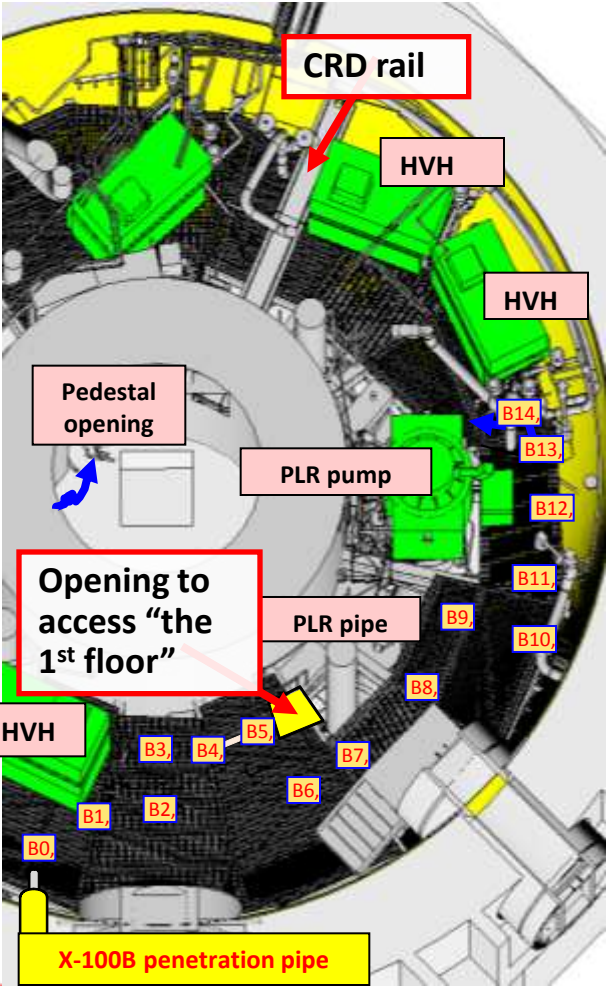 CRD rail
HVH
HVH
Pedestal
opening
B14,
B13,
PLR pump
B12,
Opening to
access “the
1st floor”
B11,
PLR pipe
B9,
B10,
B8,
HVH
B3,
B4,
B5,
B7,
B6,
B1,
B2,
B0,
X-100B penetration pipe